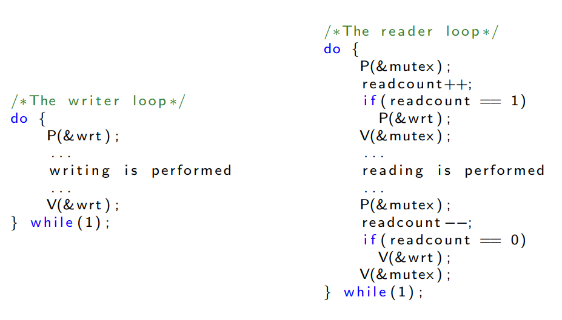 /*The writer loop*/
do {
P(&wrt);
...
writing is performed
...
V(&wrt);
} while(1);
/*The reader loop*/
do {
P(&mutex);
readcount++;
if(readcount == 1)
P(&wrt);
V(&mutex);
...
reading is performed
...
P(&mutex);
readcount--;
if(readcount == 0)
V(&wrt);
V(&mutex);
} while(1);